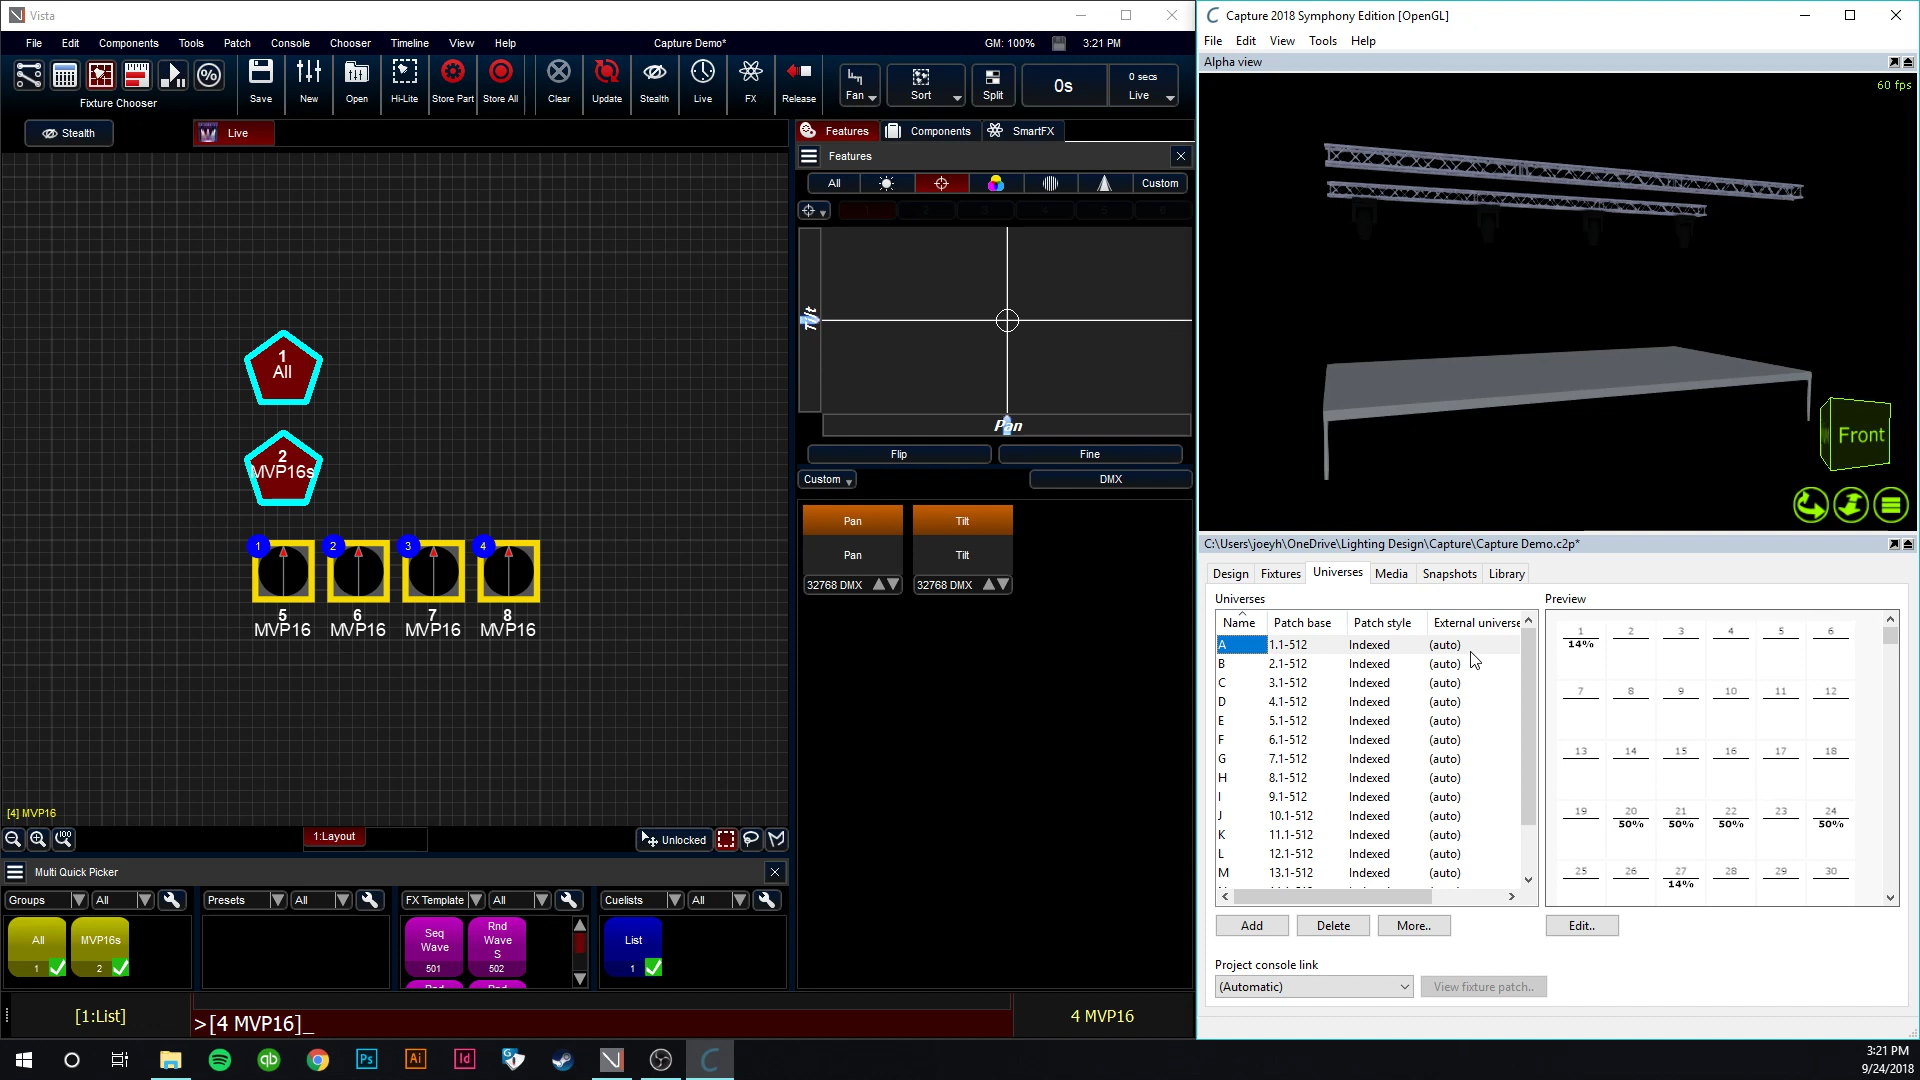 Vista
File Edit Components Tools Patch Console Chooser Timeline View Help Capture Demo* GM: 100% 3:21 PM
Fixture Chooser
Save New Open Hi-Lite Store Part Store All Clear Update Stealth Live FX Release
Fan Sort Split 0s 0 secs
Live
Stealth Live
Features Components SmartFX
Features
All Custom
Tilt
Pan
Flip Fine
Custom DMX
Pan Tilt
Pan Tilt
32768 DMX 32768 DMX
1
All
2
MVP16s
1 2 3 4
5 6 7 8
MVP16 MVP16 MVP16 MVP16
[4] MVP16
100
1:Layout Unlocked
Multi Quick Picker
Groups All Presets All FX Template All Cuelists All
All MVP16s Seq Wave Rnd Wave S List
1 2 501 502 1
[1:List] >[4 MVP16]_ 4 MVP16
Capture 2018 Symphony Edition [OpenGL]
File Edit View Tools Help
Alpha view
60 fps
Front
C:\Users\joeyh\OneDrive\Lighting Design\Capture\Capture Demo.c2p*
Design Fixtures Universes Media Snapshots Library
Universes Preview
Name Patch base Patch style External universe
A 1.1-512 Indexed (auto)
B 2.1-512 Indexed (auto)
C 3.1-512 Indexed (auto)
D 4.1-512 Indexed (auto)
E 5.1-512 Indexed (auto)
F 6.1-512 Indexed (auto)
G 7.1-512 Indexed (auto)
H 8.1-512 Indexed (auto)
I 9.1-512 Indexed (auto)
J 10.1-512 Indexed (auto)
K 11.1-512 Indexed (auto)
L 12.1-512 Indexed (auto)
M 13.1-512 Indexed (auto)
1 2 3 4 5 6
14%
7 8 9 10 11 12
13 14 15 16 17 18
19 20 21 22 23 24
50% 50% 50% 50%
25 26 27 28 29 30
14%
Add Delete More.. Edit..
Project console link
(Automatic) View fixture patch..
qb Ps Ai Id
3:21 PM
9/24/2018